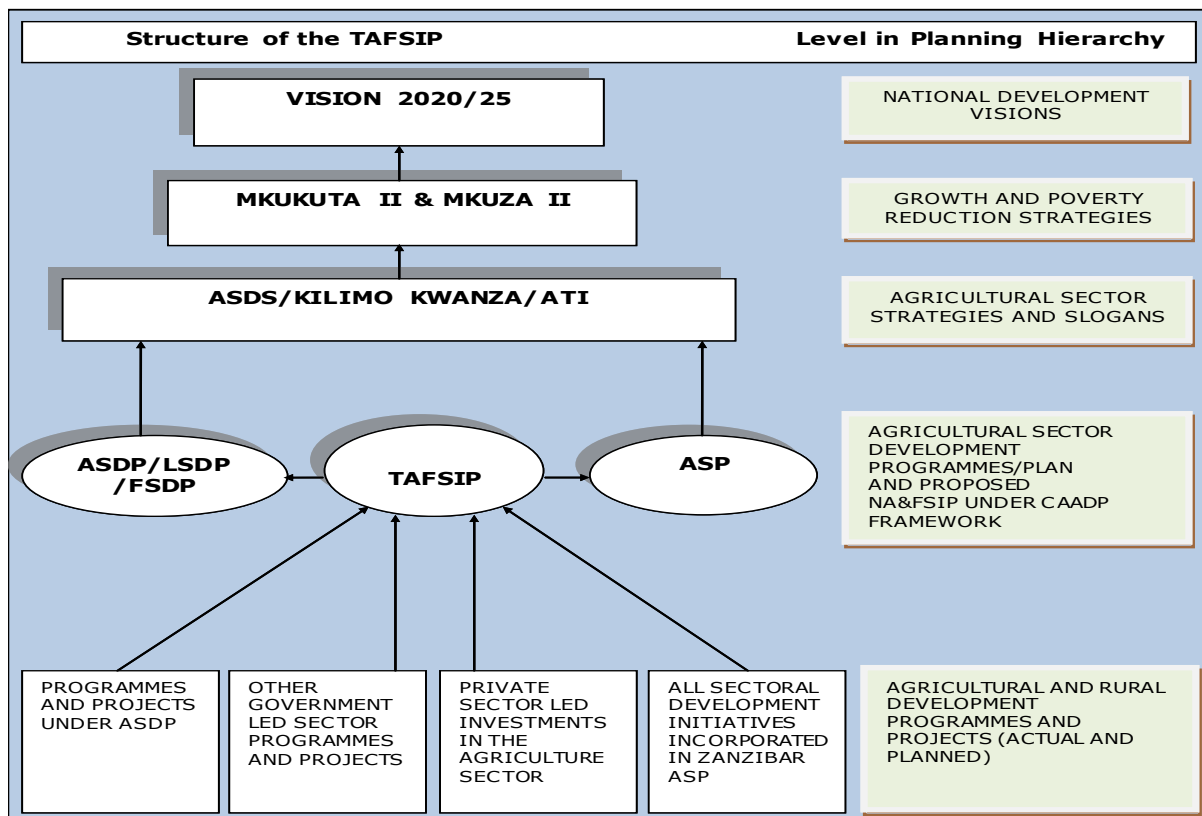 Structure of the TAFSIP
Level in Planning Hierarchy
VISION 2020/25
NATIONAL DEVELOPMENT
VISIONS
MKUKUTA II & MKUZA II
GROWTH AND POVERTY
REDUCTION STRATEGIES
ASDS/KILIMO KWANZA/ATI
AGRICULTURAL SECTOR
STRATEGIES AND SLOGANS
ASDP/LSDP
/FSDP
TAFSIP
ASP
AGRICULTURAL SECTOR
DEVELOPMENT
PROGRAMMES/PLAN
AND PROPOSED
NA&FSIP UNDER CAADP
FRAMEWORK
PROGRAMMES
AND PROJECTS
UNDER ASDP
OTHER
GOVERNMENT
LED SECTOR
PROGRAMMES
AND PROJECTS
PRIVATE
SECTOR LED
INVESTMENTS
IN THE
AGRICULTURE
SECTOR
ALL SECTORAL
DEVELOPMENT
INITIATIVES
INCORPORATED
IN ZANZIBAR
ASP
AGRICULTURAL AND RURAL
DEVELOPMENT
PROGRAMMES AND
PROJECTS (ACTUAL AND
PLANNED)